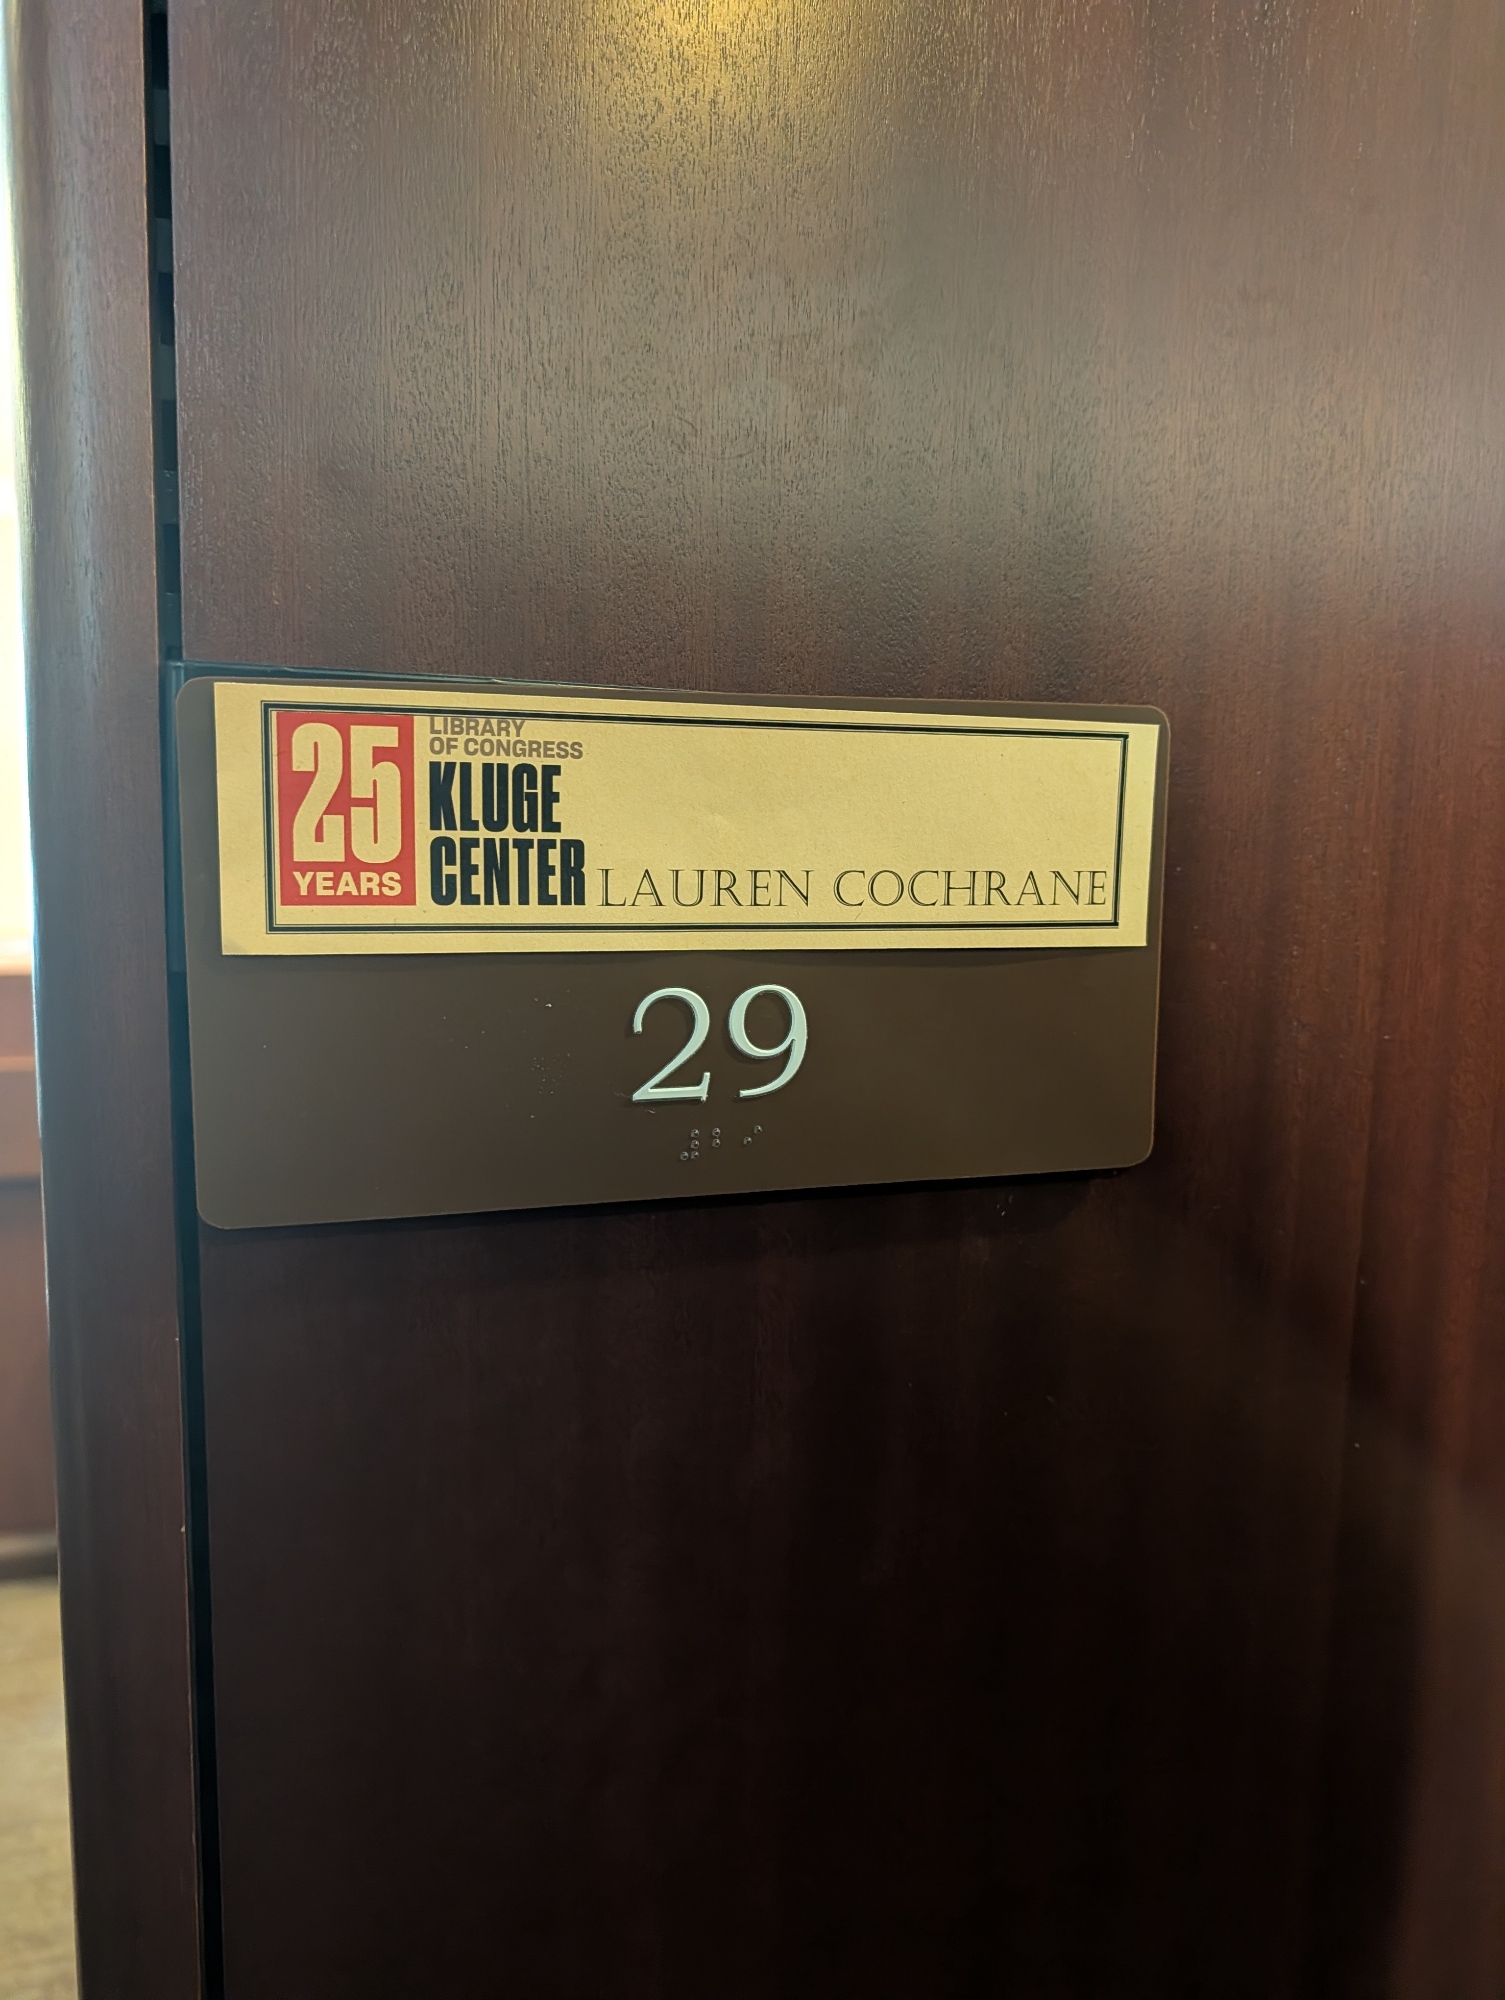 25
YEARS
LIBRARY
OF CONGRESS
KLUGE
CENTER
LAUREN COCHRANE
29
⠼⠃⠊